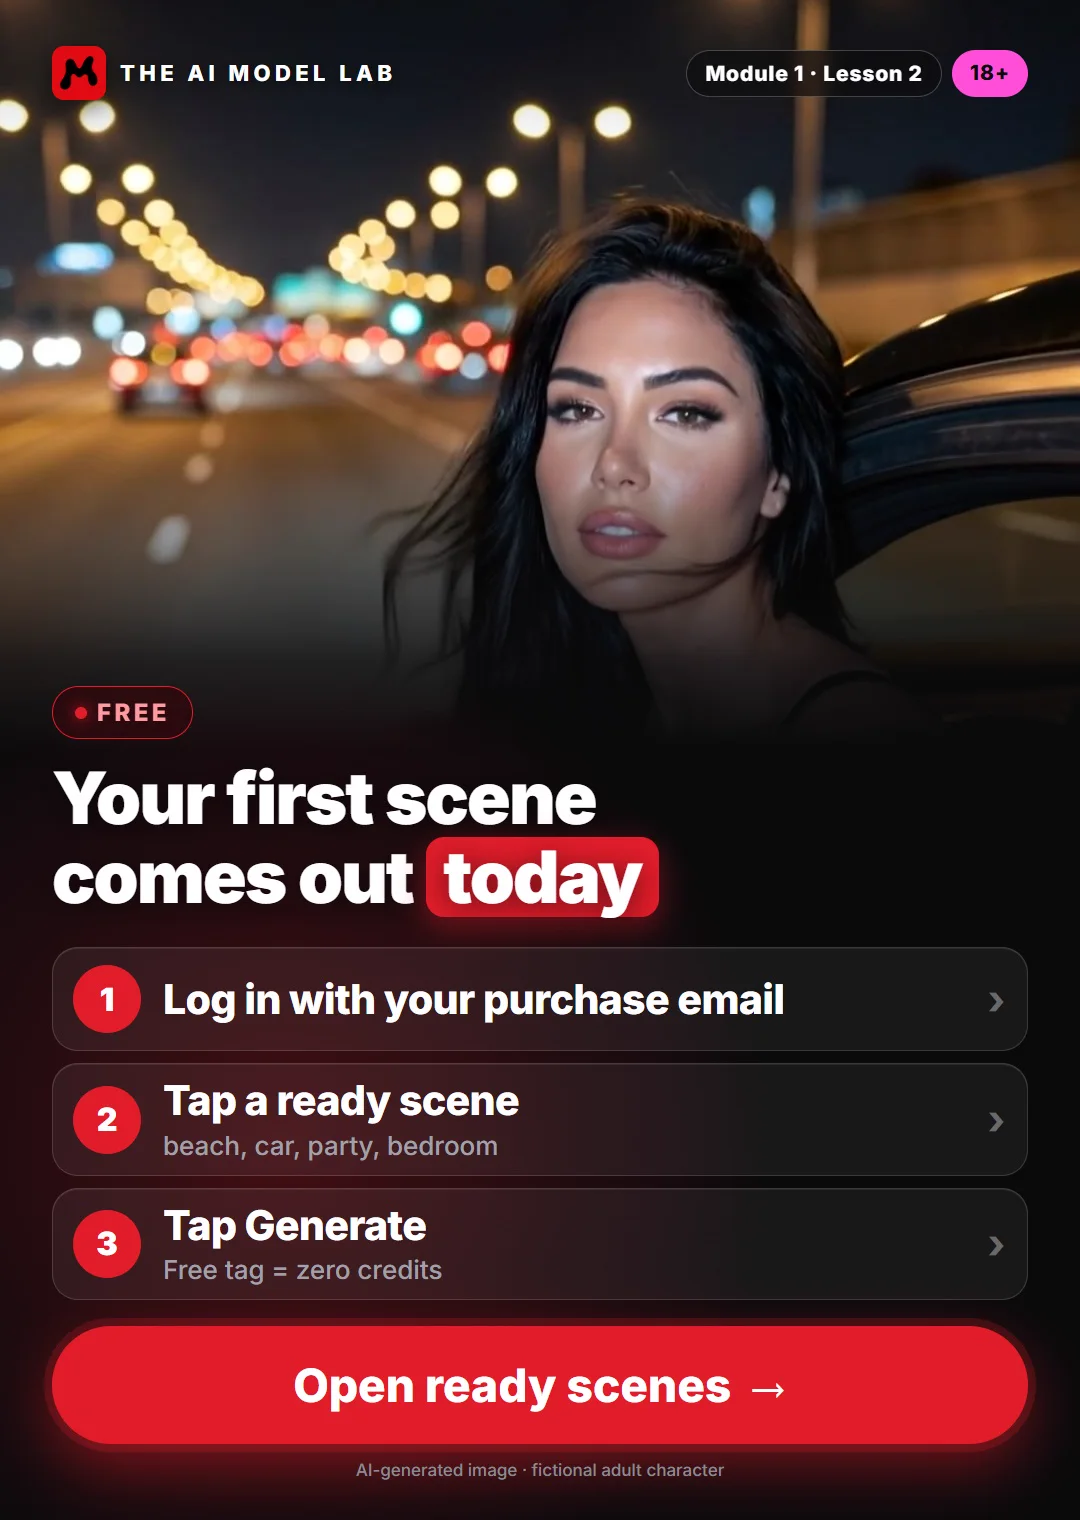 THE AI MODEL LAB
Module 1 · Lesson 2
18+
FREE
Your first scene
comes out today
1
Log in with your purchase email
2
Tap a ready scene
beach, car, party, bedroom
3
Tap Generate
Free tag = zero credits
Open ready scenes →
AI-generated image · fictional adult character